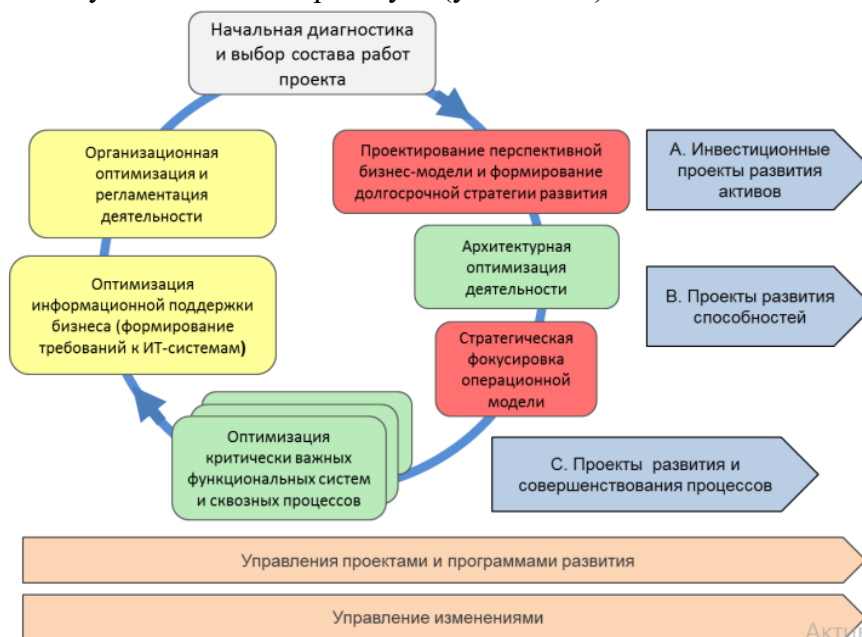 Начальная диагностика
и выбор состава работ
проекта
Организационная
оптимизация и
регламентация
деятельности
Проектирование перспективной
бизнес-модели и формирование
долгосрочной стратегии развития
А. Инвестиционные
проекты развития
активов
Архитектурная
оптимизация
деятельности
Оптимизация
информационной поддержки
бизнеса (формирование
требований к ИТ-системам)
В. Проекты развития
способностей
Стратегическая
фокусировка
операционной
модели
Оптимизация
критически важных
функциональных систем
и сквозных процессов
С. Проекты развития и
совершенствования процессов
Управления проектами и программами развития
Управление изменениями